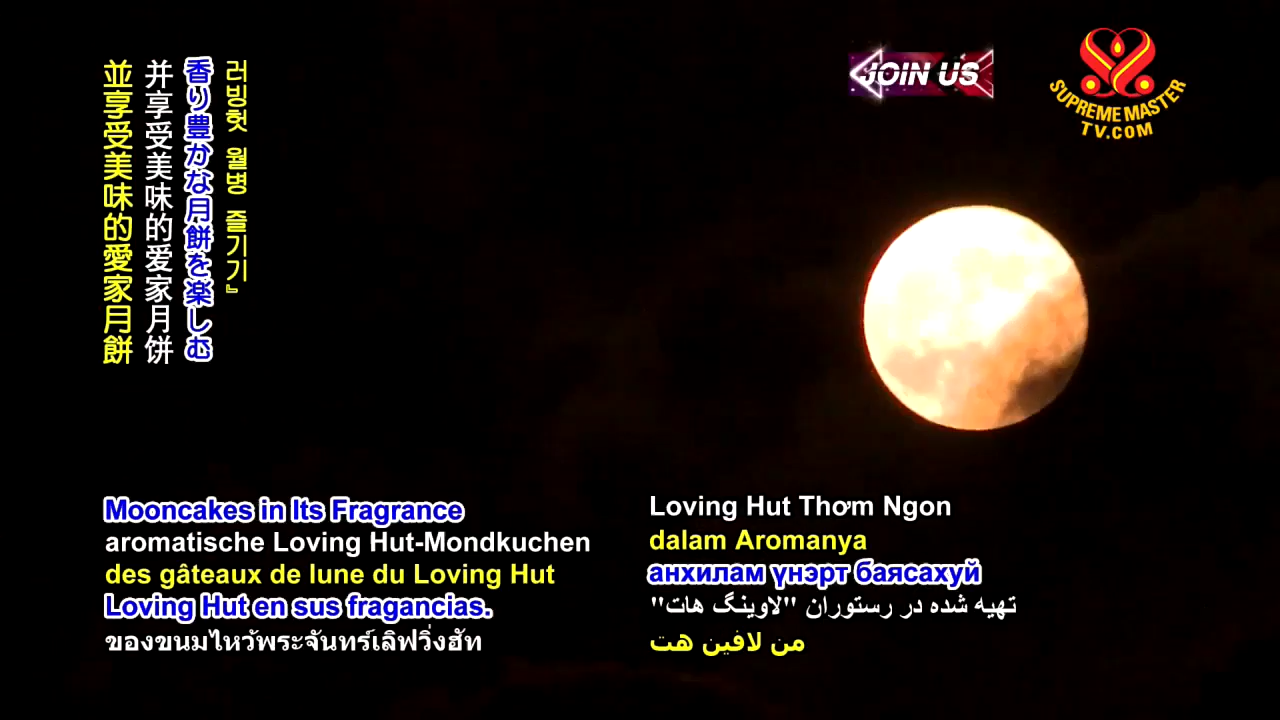 러빙헛 월병 즐기기』
香り豊かな月餅を楽しむ
并享受美味的爱家月饼
並享受美味的愛家月餅
JOIN US
SUPREME MASTER
TV.COM
Mooncakes in Its Fragrance
aromatische Loving Hut-Mondkuchen
des gâteaux de lune du Loving Hut
Loving Hut en sus fragancias.
ของขนมไหว้พระจันทร์เลิฟวิ่งฮัท
Loving Hut Thơm Ngon
dalam Aromanya
анхилам үнэрт баясахуй
تهیه شده در رستوران "لاوینگ هات"
من لافين هت